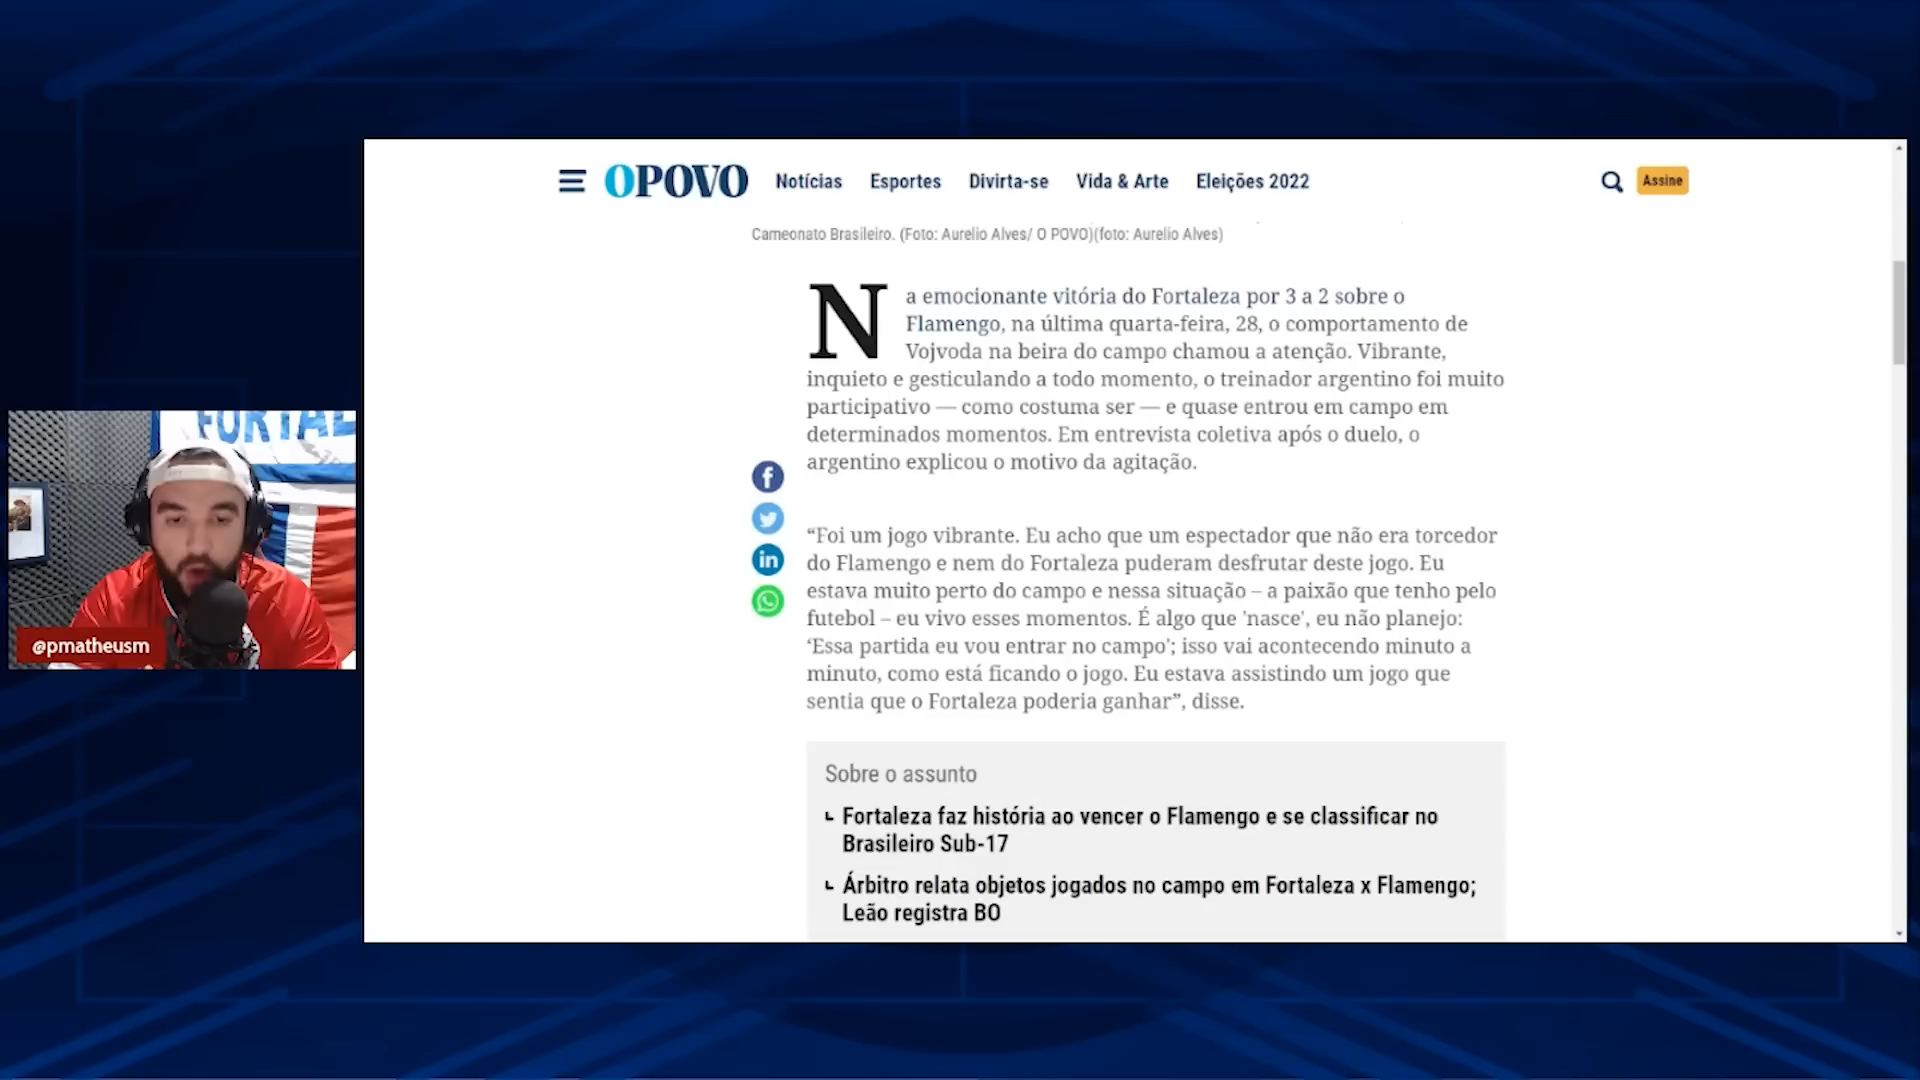 OPOVO
Notícias
Esportes
Divirta-se
Vida & Arte
Eleições 2022
Assine
Cameonato Brasileiro. (Foto: Aurelio Alves/ O POVO)(foto: Aurelio Alves)
Na emocionante vitória do Fortaleza por 3 a 2 sobre o
Flamengo, na última quarta-feira, 28, o comportamento de
Vojvoda na beira do campo chamou a atenção. Vibrante,
inquieto e gesticulando a todo momento, o treinador argentino foi muito
participativo — como costuma ser — e quase entrou em campo em
determinados momentos. Em entrevista coletiva após o duelo, o
argentino explicou o motivo da agitação.
“Foi um jogo vibrante. Eu acho que um espectador que não era torcedor
do Flamengo e nem do Fortaleza puderam desfrutar deste jogo. Eu
estava muito perto do campo e nessa situação – a paixão que tenho pelo
futebol – eu vivo esses momentos. É algo que 'nasce', eu não planejo:
‘Essa partida eu vou entrar no campo'; isso vai acontecendo minuto a
minuto, como está ficando o jogo. Eu estava assistindo um jogo que
sentia que o Fortaleza poderia ganhar”, disse.
Sobre o assunto
Fortaleza faz história ao vencer o Flamengo e se classificar no
Brasileiro Sub-17
Árbitro relata objetos jogados no campo em Fortaleza x Flamengo;
Leão registra BO
FORTAL
@pmatheusm